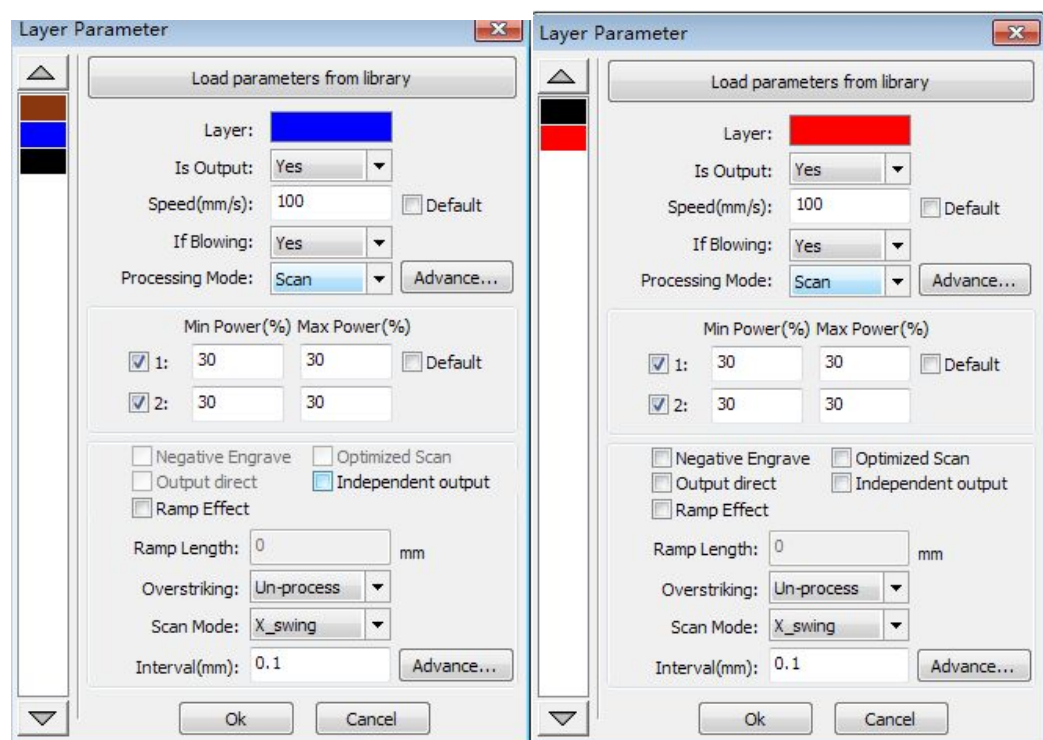 Layer Parameter
Load parameters from library
Layer:
Is Output: Yes
Speed(mm/s): 100 Default
If Blowing: Yes
Processing Mode: Scan Advance...
Min Power(%) Max Power(%)
1: 30 30 Default
2: 30 30
Negative Engrave Optimized Scan
Output direct Independent output
Ramp Effect
Ramp Length: 0 mm
Overstriking: Un-process
Scan Mode: X_swing
Interval(mm): 0.1 Advance...
Ok Cancel
Layer Parameter
Load parameters from library
Layer:
Is Output: Yes
Speed(mm/s): 100 Default
If Blowing: Yes
Processing Mode: Scan Advance...
Min Power(%) Max Power(%)
1: 30 30 Default
2: 30 30
Negative Engrave Optimized Scan
Output direct Independent output
Ramp Effect
Ramp Length: 0 mm
Overstriking: Un-process
Scan Mode: X_swing
Interval(mm): 0.1 Advance...
Ok Cancel